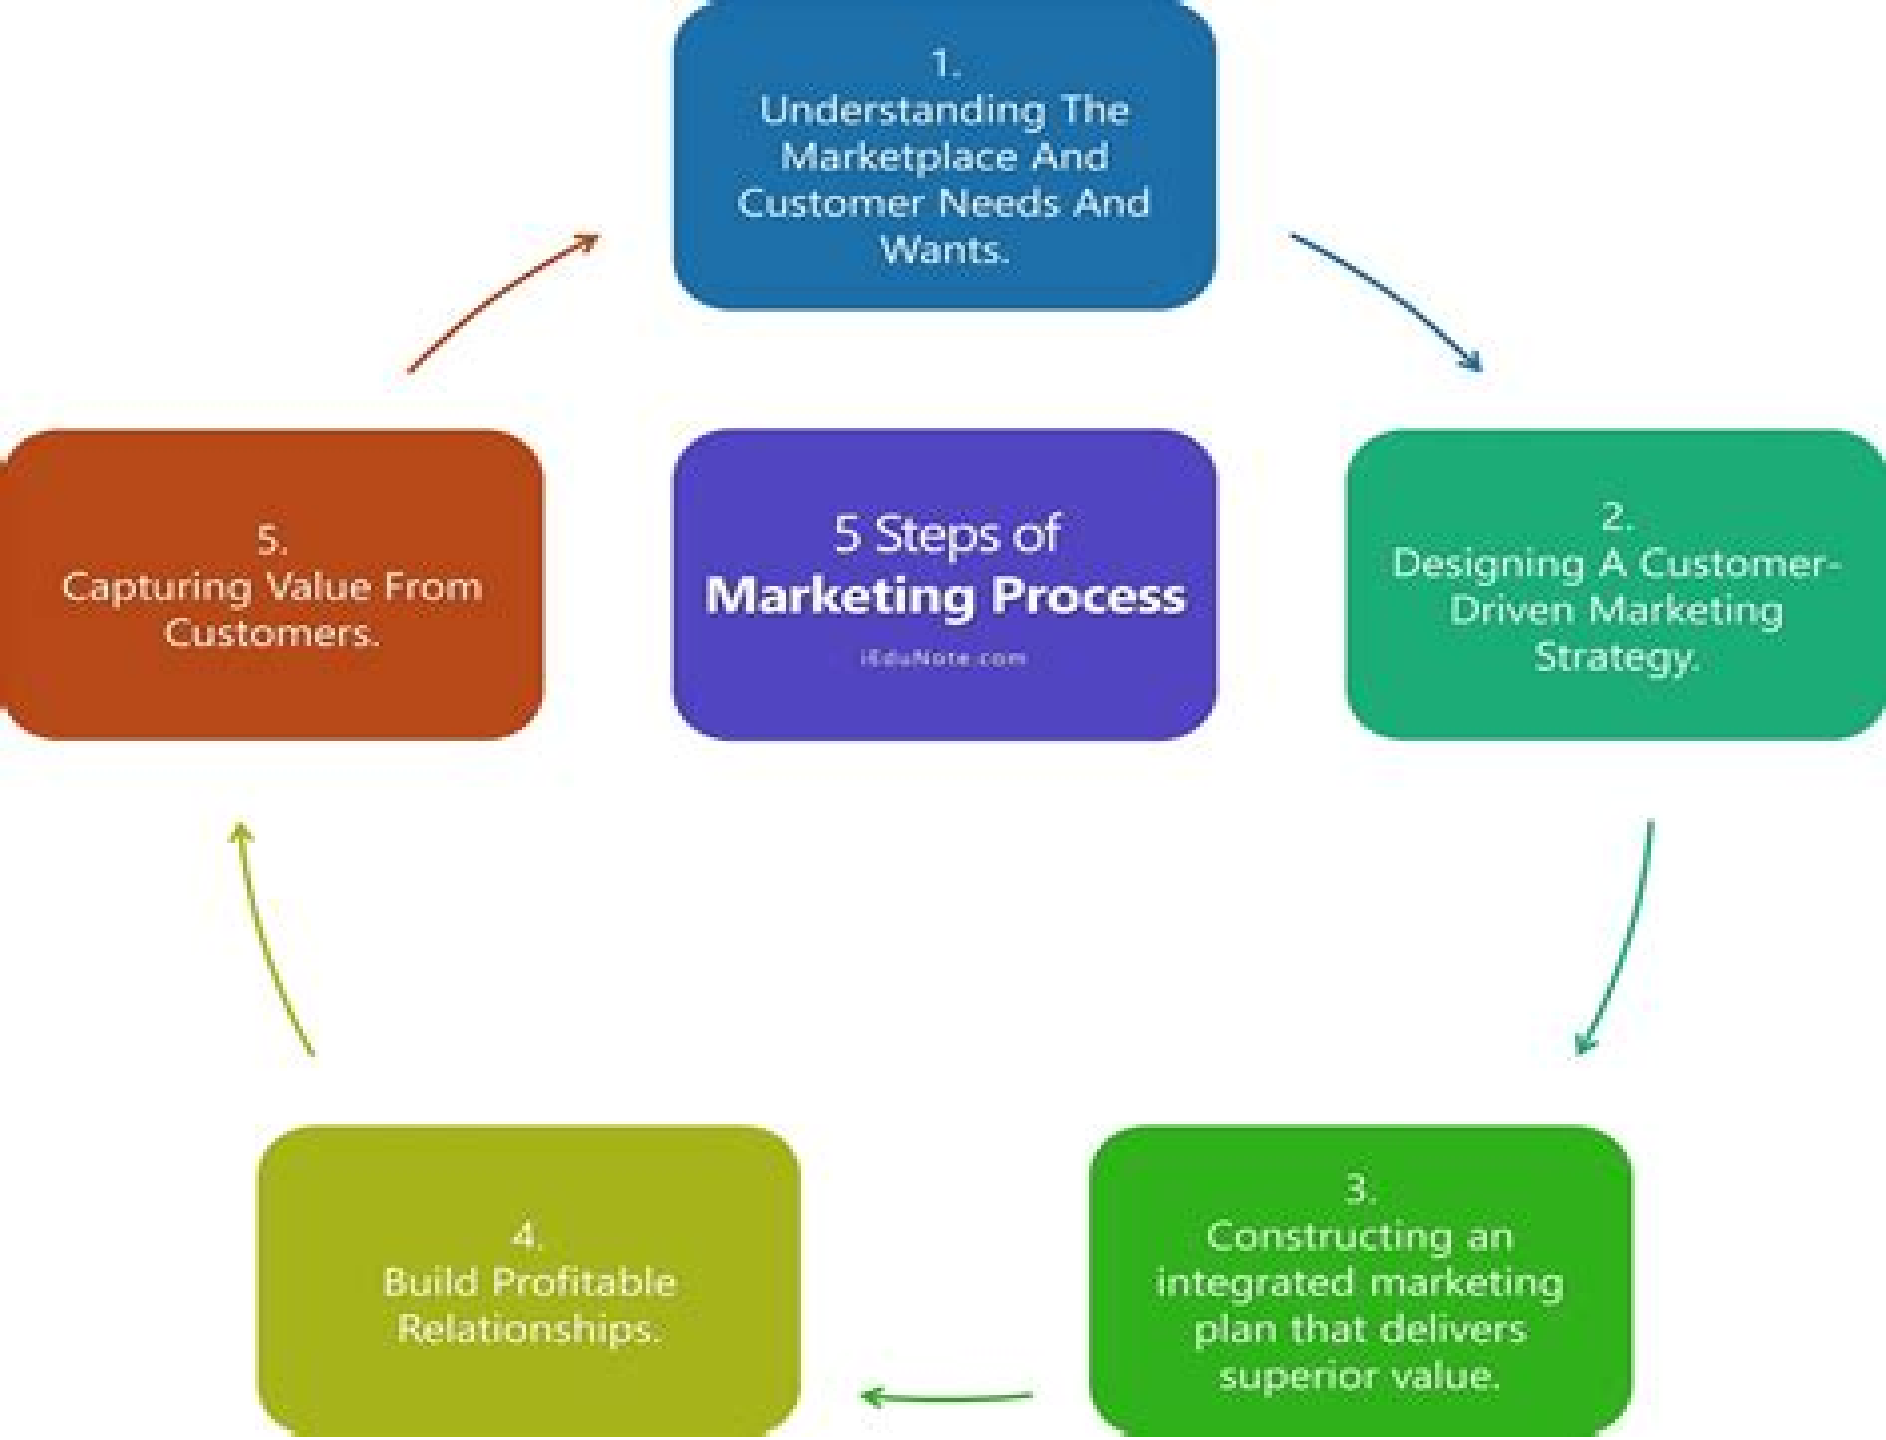 1.
Understanding The
Marketplace And
Customer Needs And
Wants.
5 Steps of
Marketing Process
iEduNote.com
2.
Designing A Customer-
Driven Marketing
Strategy.
3.
Constructing an
integrated marketing
plan that delivers
superior value.
4.
Build Profitable
Relationships.
5.
Capturing Value From
Customers.